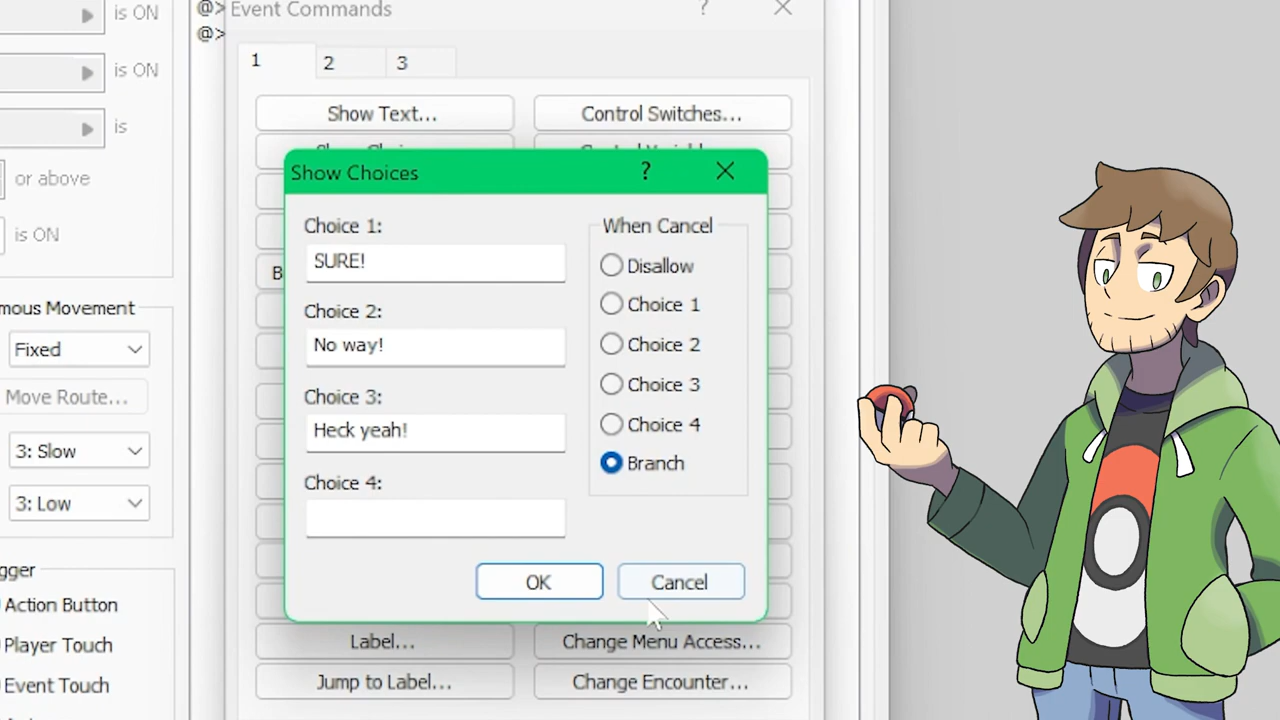 is ON
is ON
is
or above
is ON
mous Movement
Fixed
Move Route...
3: Slow
3: Low
gger
Action Button
Player Touch
Event Touch
@>
@>
Event Commands
?
1
2
3
Show Text...
Control Switches...
B
Show Choices
?
Choice 1:
SURE!
Choice 2:
No way!
Choice 3:
Heck yeah!
Choice 4:
When Cancel
Disallow
Choice 1
Choice 2
Choice 3
Choice 4
Branch
OK
Cancel
Label...
Change Menu Access...
Jump to Label...
Change Encounter...